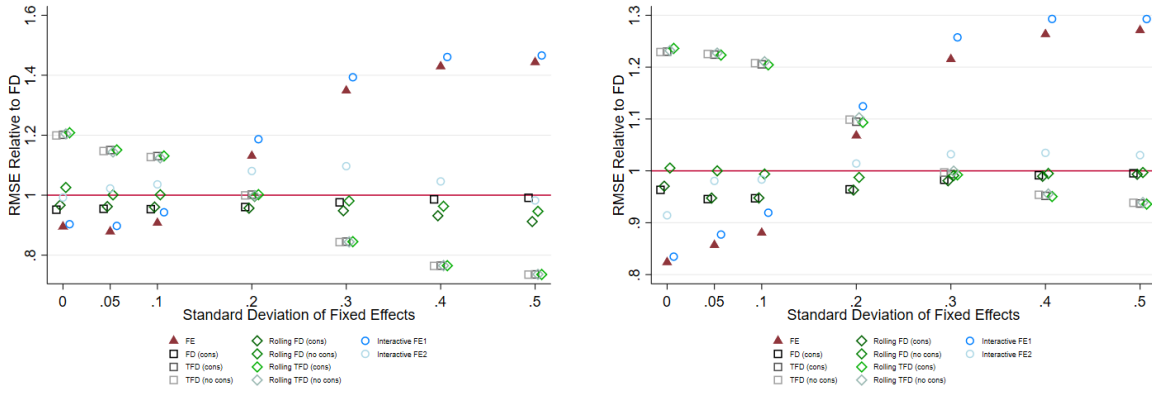 RMSE Relative to FD
1.6
1.4
1.2
1
.8
0
.05
.1
.2
.3
.4
.5
Standard Deviation of Fixed Effects
FE
Rolling FD (cons)
Interactive FE1
FD (cons)
Rolling FD (no cons)
Interactive FE2
TFD (cons)
Rolling TFD (cons)
TFD (no cons)
Rolling TFD (no cons)
RMSE Relative to FD
1.3
1.2
1.1
1
.9
.8
0
.05
.1
.2
.3
.4
.5
Standard Deviation of Fixed Effects
FE
Rolling FD (cons)
Interactive FE1
FD (cons)
Rolling FD (no cons)
Interactive FE2
TFD (cons)
Rolling TFD (cons)
TFD (no cons)
Rolling TFD (no cons)